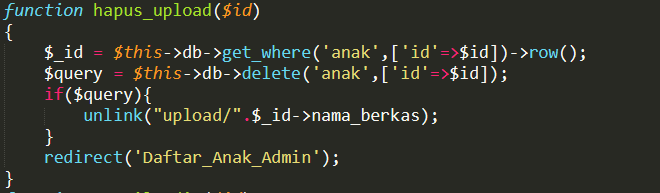 function hapus_upload($id)
{
    $_id = $this->db->get_where('anak',['id'=>$id])->row();
    $query = $this->db->delete('anak',['id'=>$id]);
    if($query){
        unlink("upload/".$_id->nama_berkas);
    }
    redirect('Daftar_Anak_Admin');
}